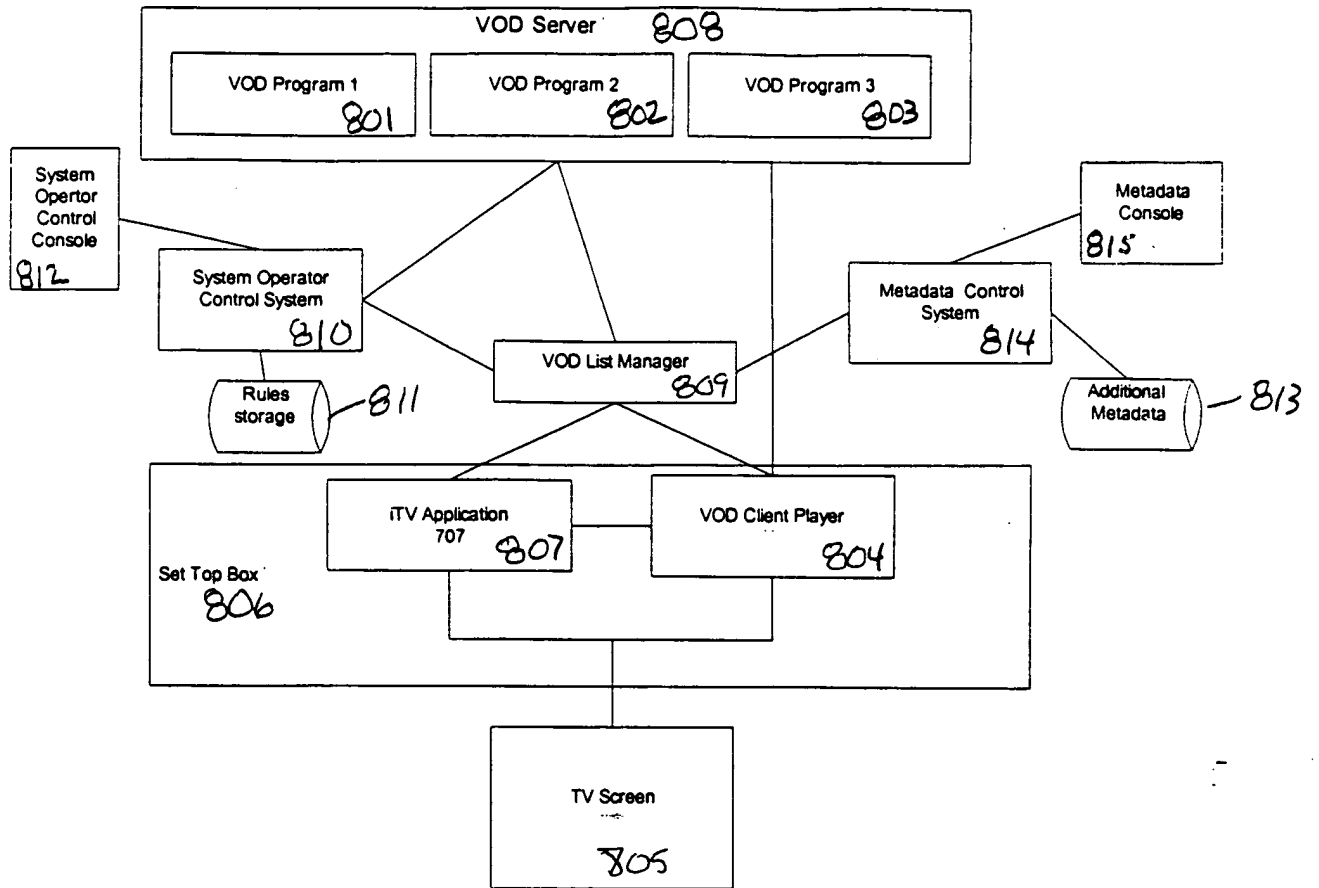 VOD Server 808
VOD Program 1
801
VOD Program 2
802
VOD Program 3
803
System
Opertor
Control
Console
812
Metadata
Console
815
System Operator
Control System
810
Metadata Control
System
814
VOD List Manager
809
Rules
storage
811
Additional
Metadata
813
iTV Application
707
807
VOD Client Player
804
Set Top Box
806
TV Screen
805